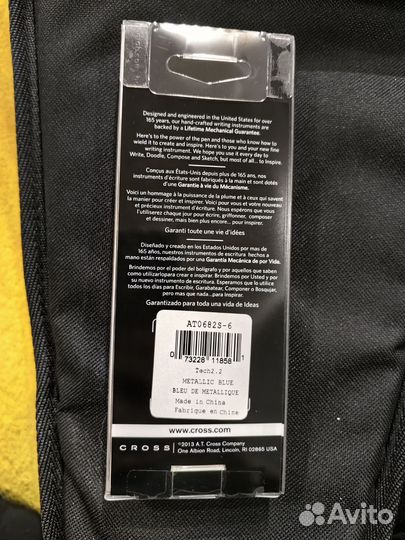 Designed and engineered in the United States for over
165 years, our hand-crafted writing instruments are
backed by a Lifetime Mechanical Guarantee.
Here's to the power of the pen and those who know how to
wield it to create and inspire. Here's to you and your new fine
writing instrument. We hope you use it every day to
Write, Doodle, Compose and Sketch, but most of all... to Inspire.
Conçus aux États-Unis depuis plus de 165 ans, nos
instruments d'écriture sont fabriqués à la main et sont dotés
d'une Garantie à vie du Mécanisme.
Voici un hommage à la puissance de la plume et à ceux qui savent
la manier pour créer et inspirer. Voici pour vous et votre nouveau
et précieux instrument d'écriture. Nous espérons que vous
l'utiliserez chaque jour pour écrire, griffonner, composer
et dessiner, mais bien plus encore... pour inspirer.
Garanti toute une vie d'idées
Diseñado y creado en los Estados Unidos por mas de
165 años, nuestros instrumentos de escritura hechos a
mano están respaldados por una Garantía Mecánica de por Vida.
Brindemos por el poder del bolígrafo y por aquellos que saben
como utilizarlopara crear e inspirar. Brindemos por Usted y por
su nuevo instrumento de escritura. Esperamos que lo utilice
todos los días para Escribir, Garabatear, Componer o Bosquejar,
pero más que nada...para Inspirar.
Garantizado para toda una vida de Ideas
AT0682S-6
0 73228 11858 1
Tech2.2
METALLIC BLUE
BLEU DE METALLIQUE
Made in China
Fabrique en Chine
www.cross.com
CROSS
©2013 A.T. Cross Company
One Albion Road, Lincoln, RI 02865 USA
Avito